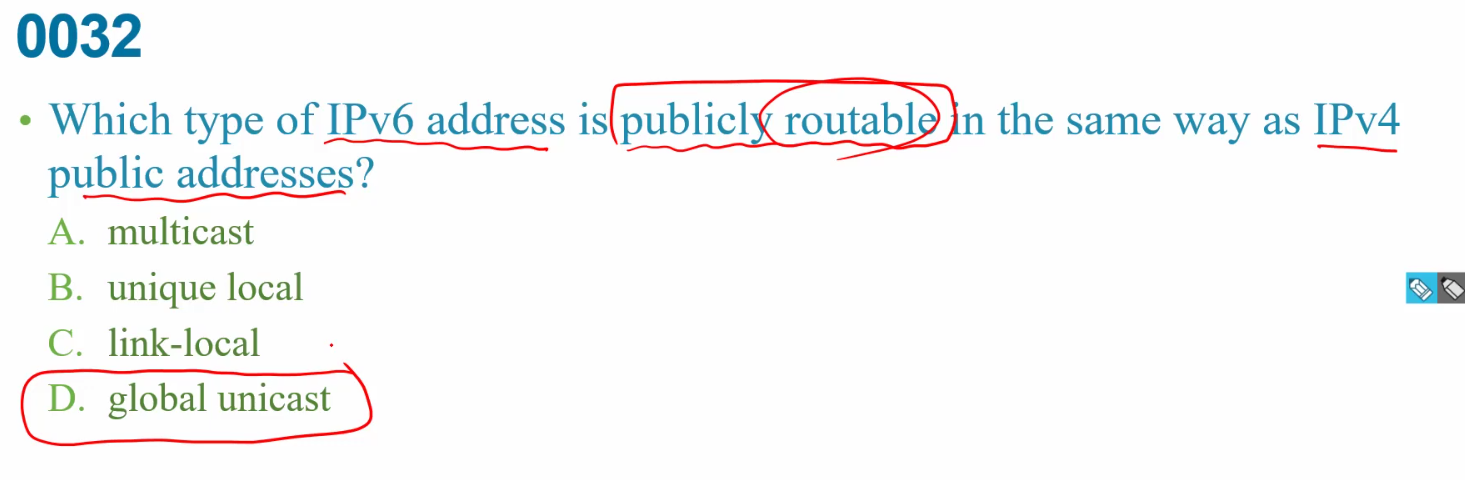 0032
• Which type of IPv6 address is publicly routable in the same way as IPv4
public addresses?
A. multicast
B. unique local
C. link-local
D. global unicast